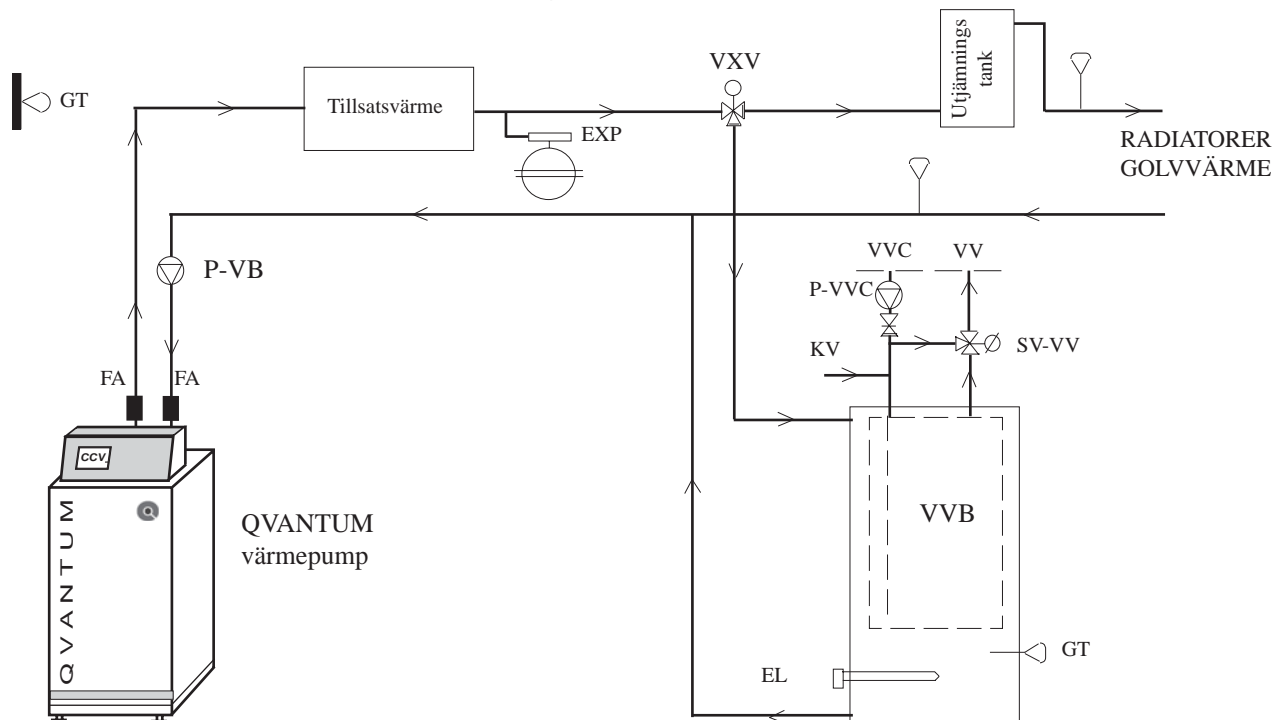 VXV
Utjämnings
tank
GT
Tillsatsvärme
EXP
RADIATORER
GOLVVÄRME
P-VB
VVC
VV
P-VVC
KV
SV-VV
FA
FA
CCV
QVANTUM
QVANTUM
värmepump
VVB
GT
EL